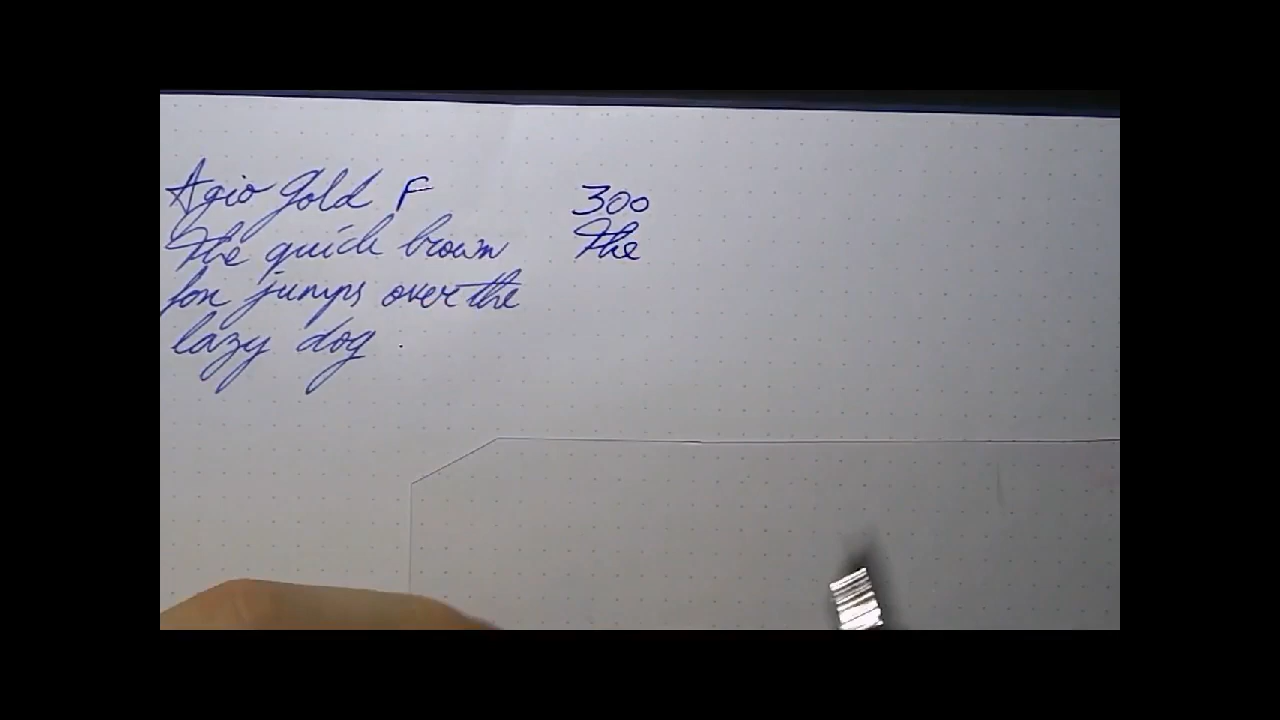 Agio Gold F
The quick brown
fox jumps over the
lazy dog.
300
The